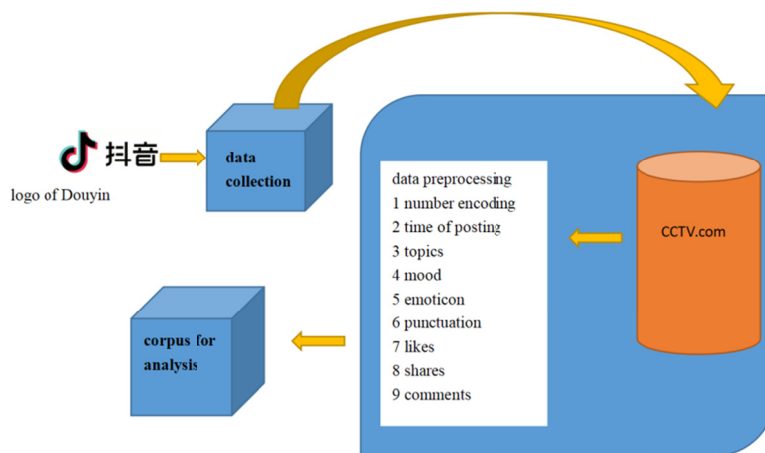 抖音
logo of Douyin
data
collection
data preprocessing
1 number encoding
2 time of posting
3 topics
4 mood
5 emoticon
6 punctuation
7 likes
8 shares
9 comments
CCTV.com
corpus for
analysis